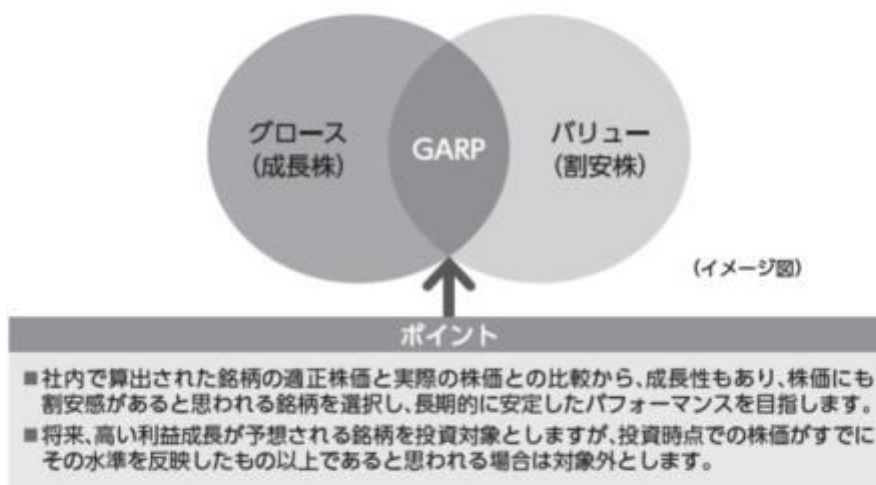 グロース
(成長株)
GARP
バリュー
(割安株)
(イメージ図)
ポイント
■社内で算出された銘柄の適正株価と実際の株価との比較から、成長性もあり、株価にも
割安感があると思われる銘柄を選択し、長期的に安定したパフォーマンスを目指します。
■将来、高い利益成長が予想される銘柄を投資対象としますが、投資時点での株価がすでに
その水準を反映したもの以上であると思われる場合は対象外とします。